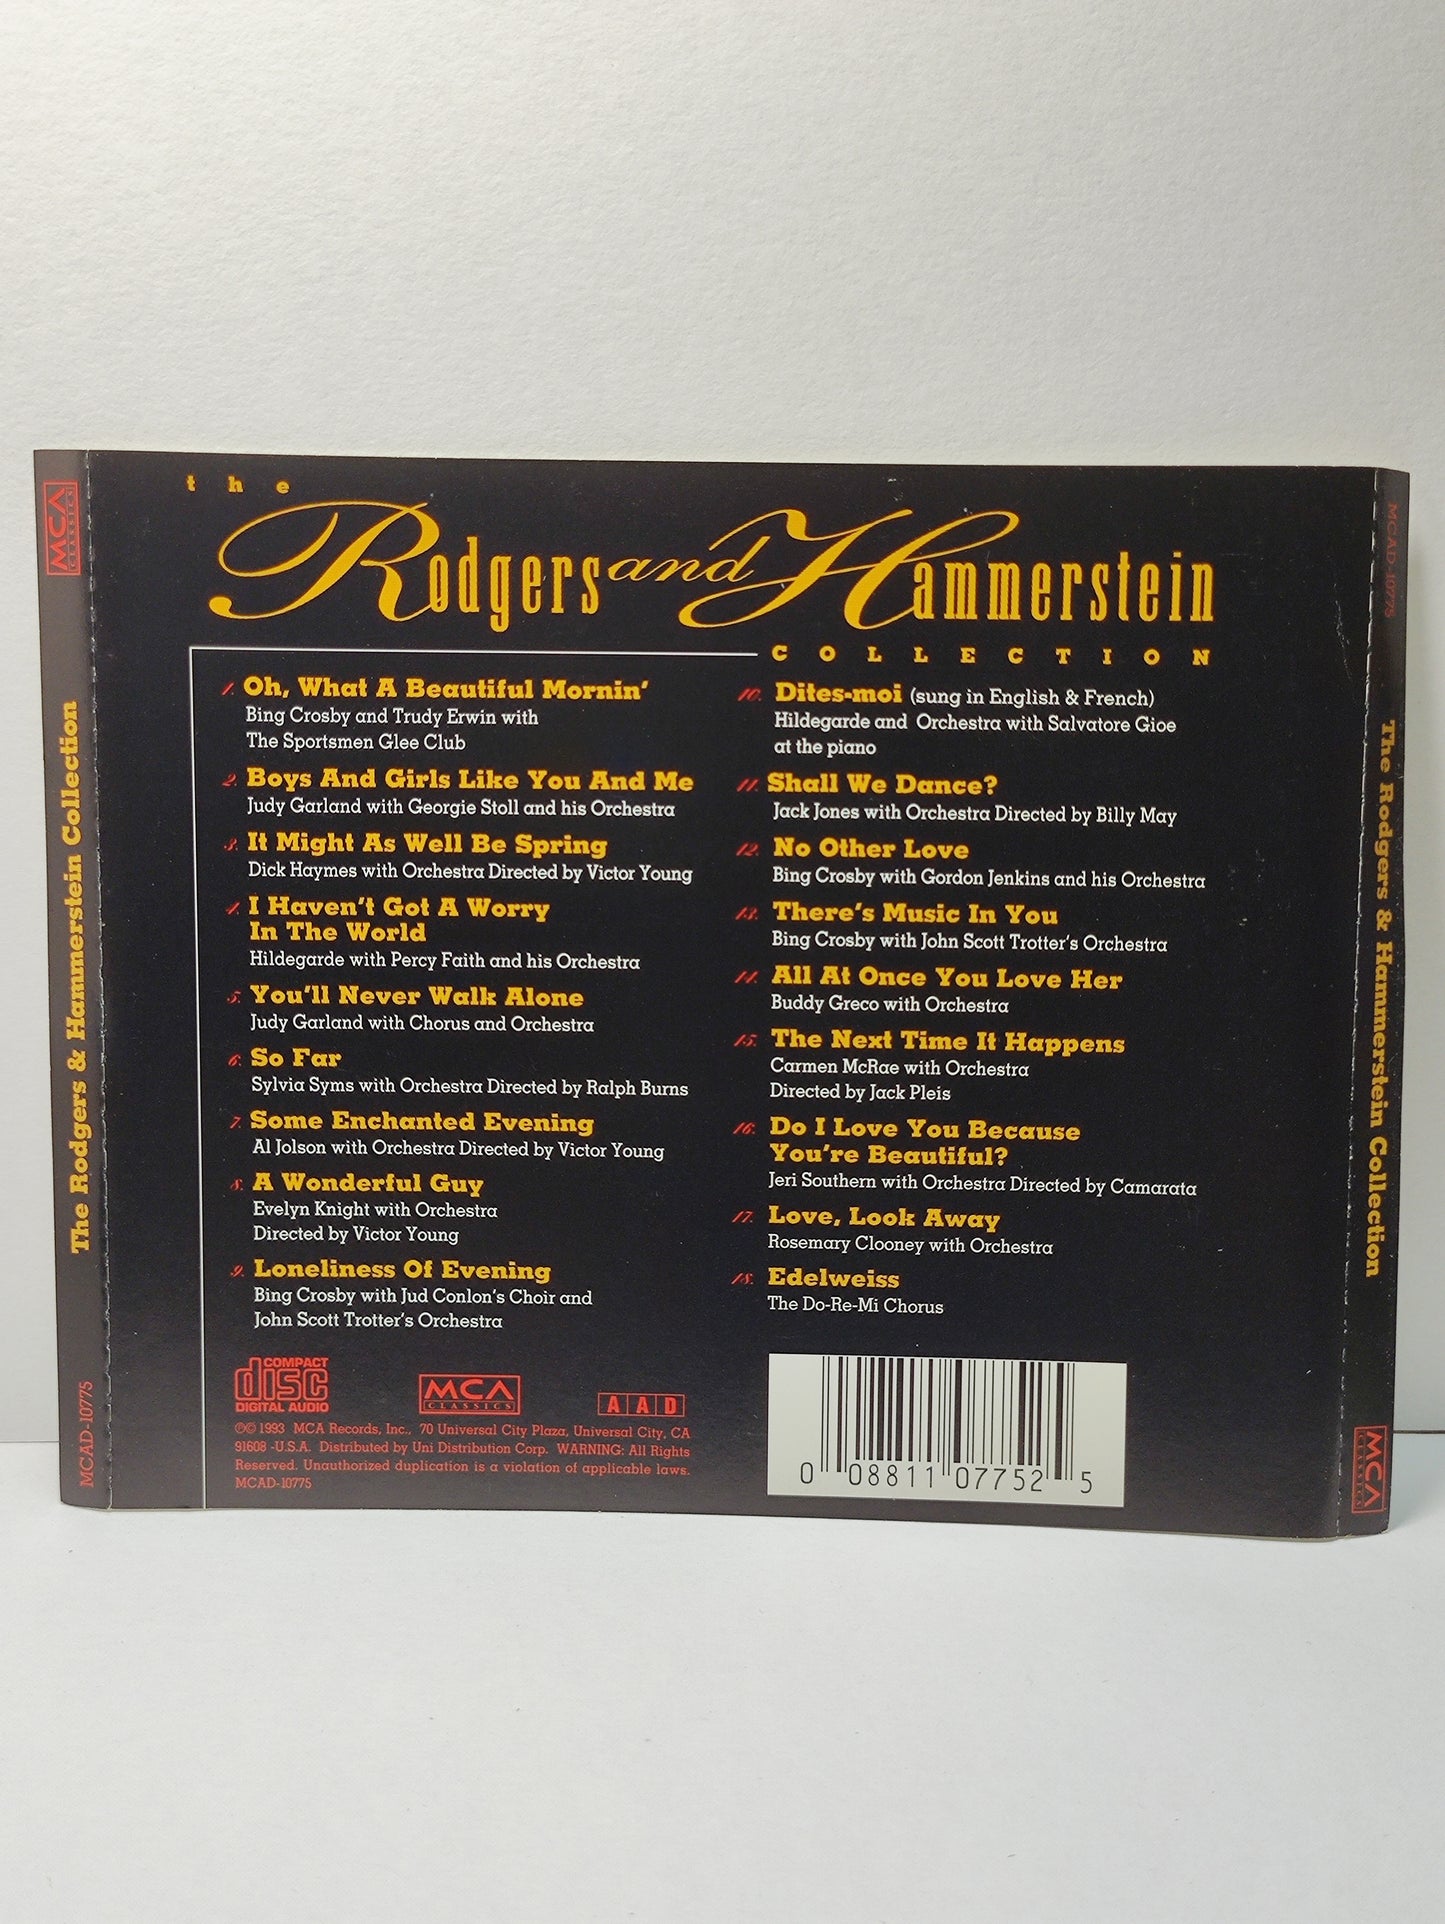 the
Rodgers and Hammerstein
COLLECTION
1. Oh, What A Beautiful Mornin'
Bing Crosby and Trudy Erwin with
The Sportsmen Glee Club
2. Boys And Girls Like You And Me
Judy Garland with Georgie Stoll and his Orchestra
3. It Might As Well Be Spring
Dick Haymes with Orchestra Directed by Victor Young
4. I Haven't Got A Worry
In The World
Hildegarde with Percy Faith and his Orchestra
5. You'll Never Walk Alone
Judy Garland with Chorus and Orchestra
6. So Far
Sylvia Syms with Orchestra Directed by Ralph Burns
7. Some Enchanted Evening
Al Jolson with Orchestra Directed by Victor Young
8. A Wonderful Guy
Evelyn Knight with Orchestra
Directed by Victor Young
9. Loneliness Of Evening
Bing Crosby with Jud Conlon's Choir and
John Scott Trotter's Orchestra
10. Dites-moi (sung in English & French)
Hildegarde and Orchestra with Salvatore Gioe
at the piano
11. Shall We Dance?
Jack Jones with Orchestra Directed by Billy May
12. No Other Love
Bing Crosby with Gordon Jenkins and his Orchestra
13. There's Music In You
Bing Crosby with John Scott Trotter's Orchestra
14. All At Once You Love Her
Buddy Greco with Orchestra
15. The Next Time It Happens
Carmen McRae with Orchestra
Directed by Jack Pleis
16. Do I Love You Because
You're Beautiful?
Jeri Southern with Orchestra Directed by Camarata
17. Love, Look Away
Rosemary Clooney with Orchestra
18. Edelweiss
The Do-Re-Mi Chorus
COMPACT
disc
DIGITAL AUDIO
MCA
CLASSICS
A A D
℗© 1993 MCA Records, Inc., 70 Universal City Plaza, Universal City, CA
91608 -U.S.A. Distributed by Uni Distribution Corp. WARNING: All Rights
Reserved. Unauthorized duplication is a violation of applicable laws.
MCAD-10775
0 08811 07752 5
MCA
CLASSICS
The Rodgers & Hammerstein Collection
MCAD-10775
MCAD-10775
The Rodgers & Hammerstein Collection
MCA
CLASSICS